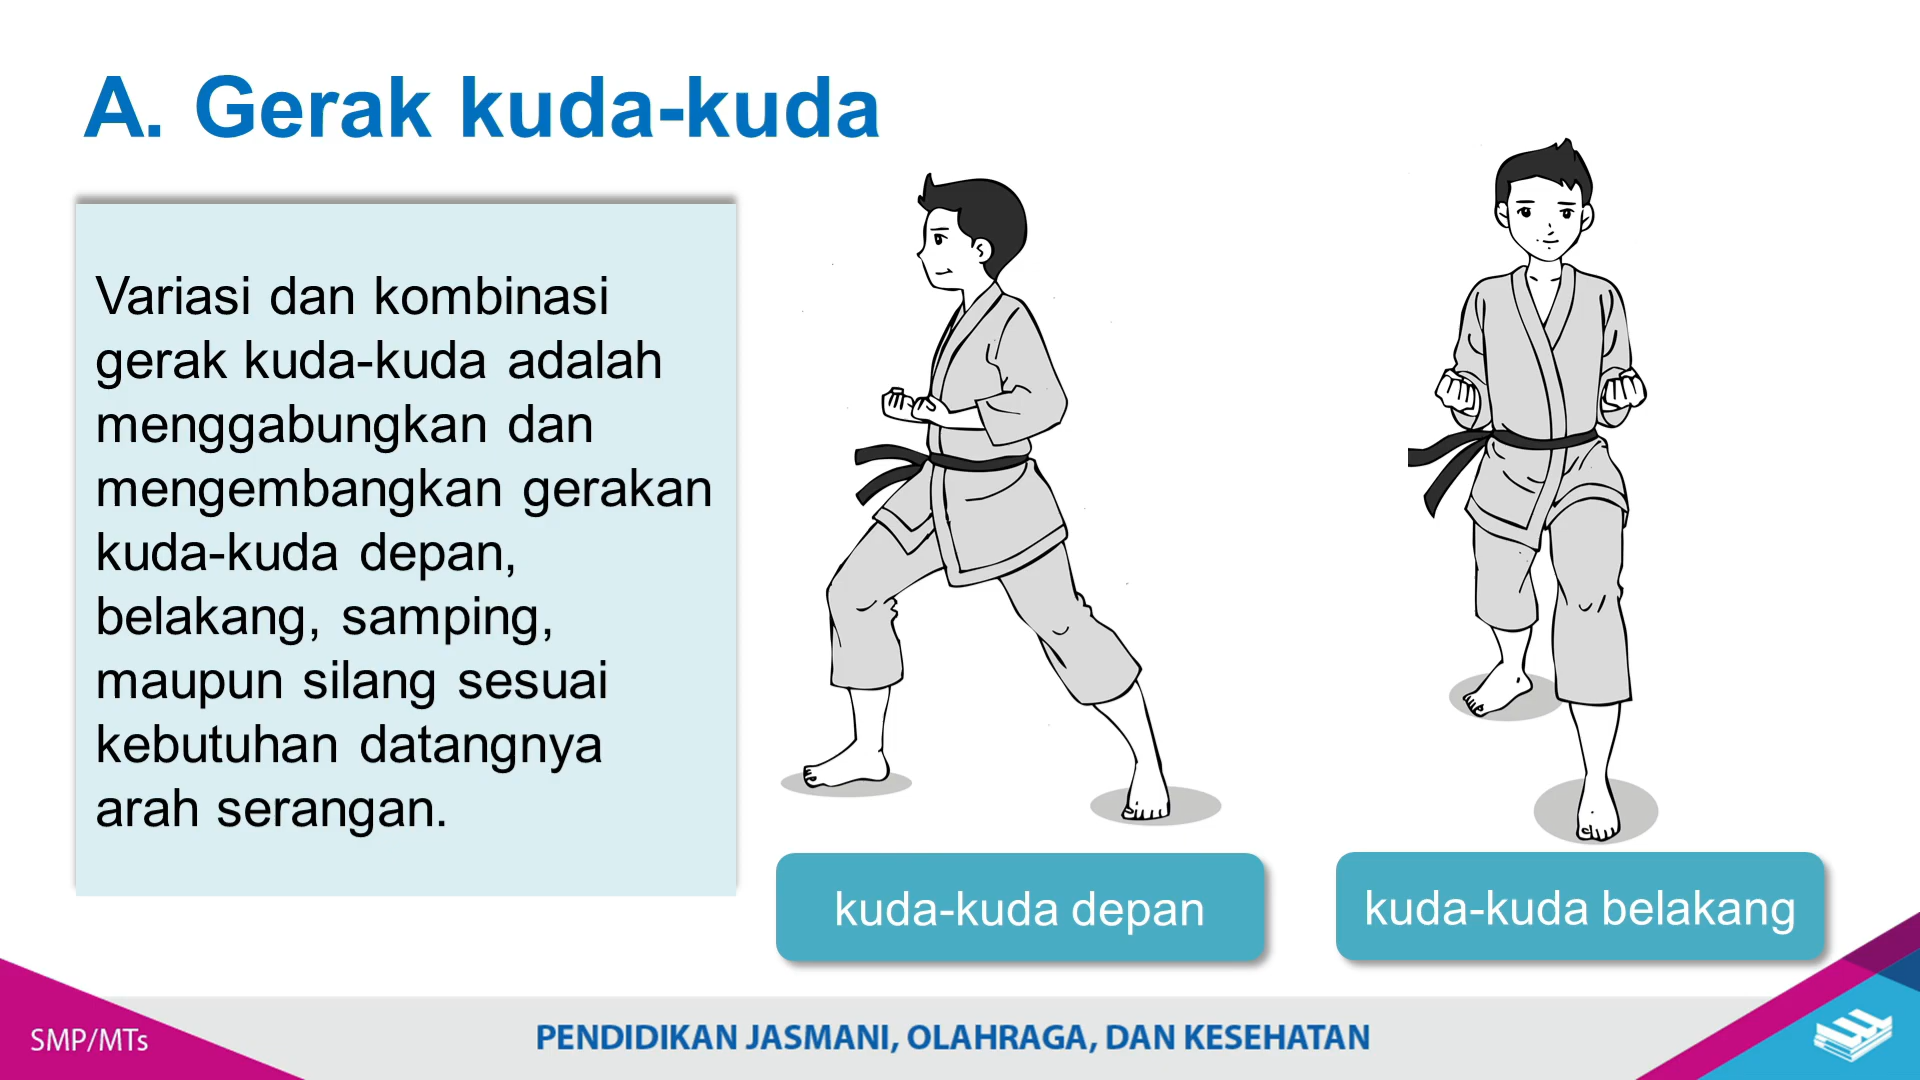 A. Gerak kuda-kuda
Variasi dan kombinasi
gerak kuda-kuda adalah
menggabungkan dan
mengembangkan gerakan
kuda-kuda depan,
belakang, samping,
maupun silang sesuai
kebutuhan datangnya
arah serangan.
kuda-kuda depan
kuda-kuda belakang
SMP/MTs
PENDIDIKAN JASMANI, OLAHRAGA, DAN KESEHATAN